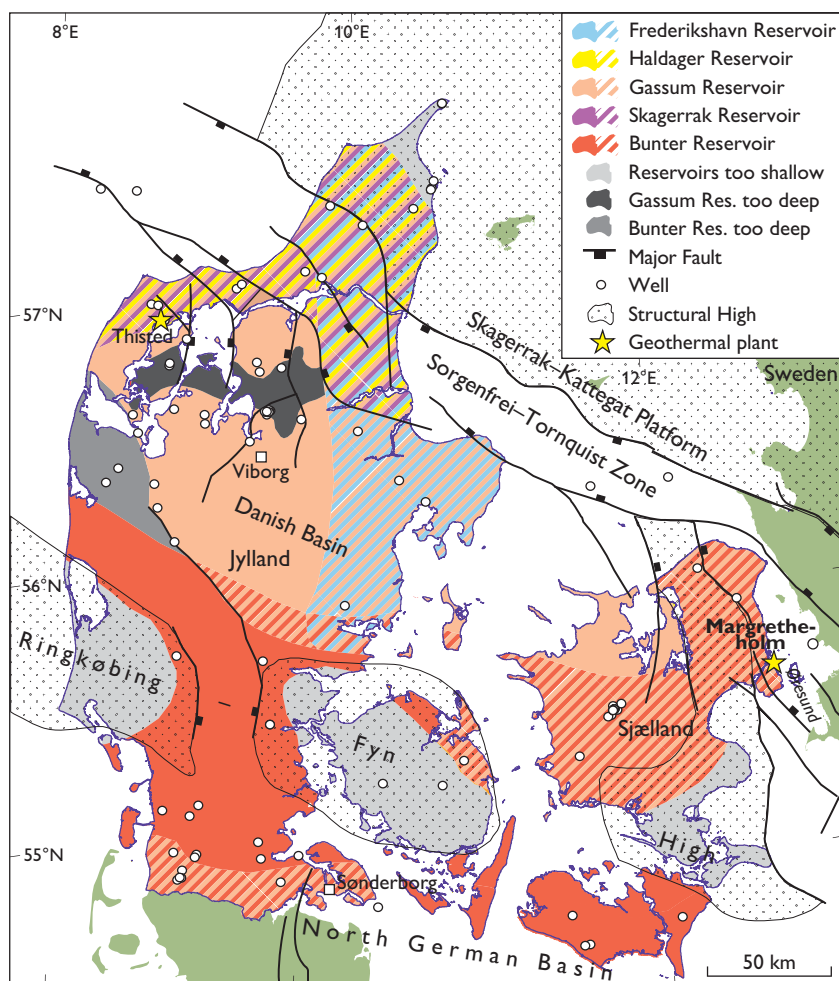 8°E
10°E
Frederikshavn Reservoir
Haldager Reservoir
Gassum Reservoir
Skagerrak Reservoir
Bunter Reservoir
Reservoirs too shallow
Gassum Res. too deep
Bunter Res. too deep
Major Fault
Well
Structural High
Geothermal plant
57°N
Thisted
12°E
Sweden
Skagerrak–Kattegat Platform
Sorgenfrei–Tornquist Zone
Viborg
Danish Basin
Jylland
56°N
Margrethe-
holm
Øresund
Ringkøbing
Fyn
Sjælland
High
55°N
Sønderborg
North German Basin
50 km